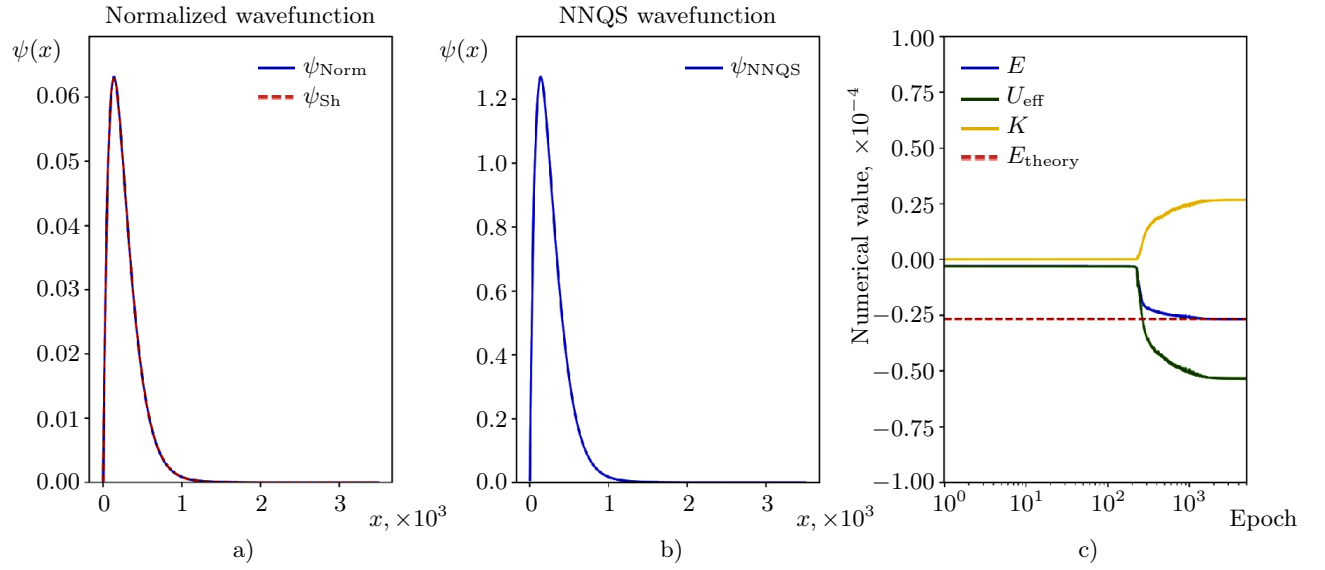 Normalized wavefunction
ψ(x)
ψNorm
ψSh
0.06
0.05
0.04
0.03
0.02
0.01
0.00
0
1
2
3
x, ×10³
a)
NNQS wavefunction
ψ(x)
ψNNQS
1.2
1.0
0.8
0.6
0.4
0.2
0.0
0
1
2
3
x, ×10³
b)
Numerical value, ×10⁻⁴
1.00
0.75
0.50
0.25
0.00
−0.25
−0.50
−0.75
−1.00
E
Ueff
K
Etheory
10⁰
10¹
10²
10³
Epoch
c)